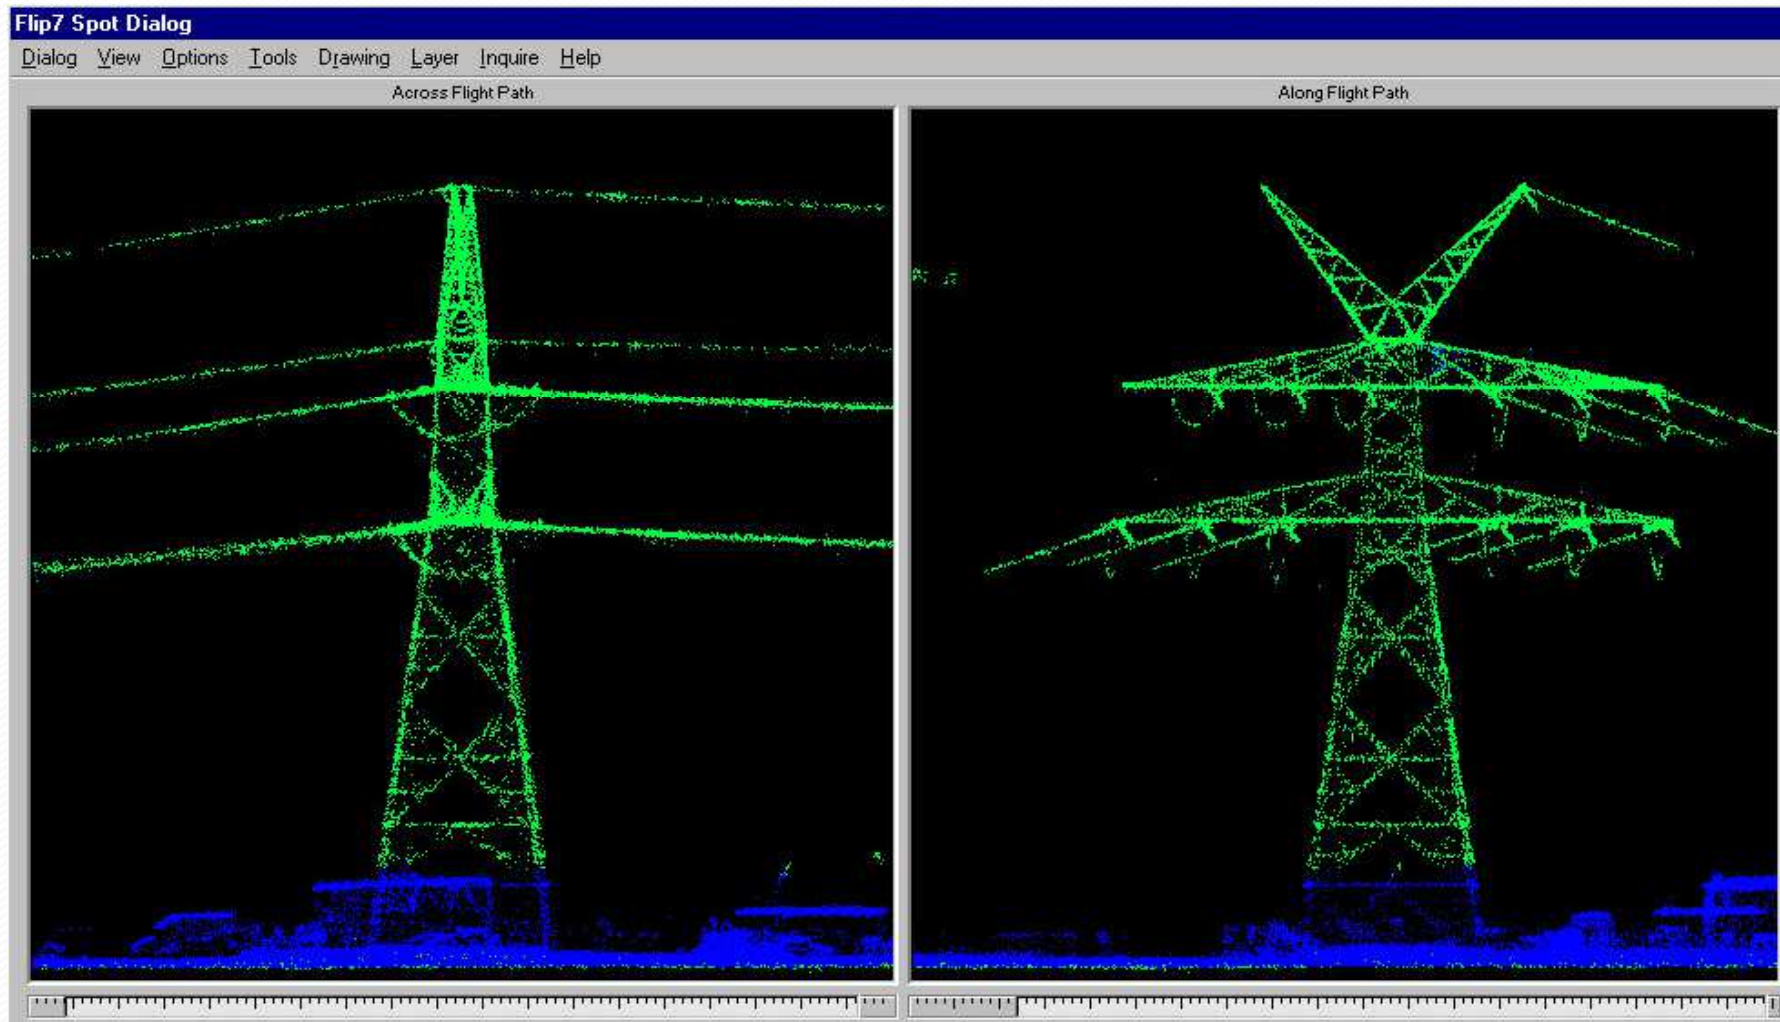 Flip7 Spot Dialog
Dialog View Options Tools Drawing Layer Inquire Help
Across Flight Path
Along Flight Path